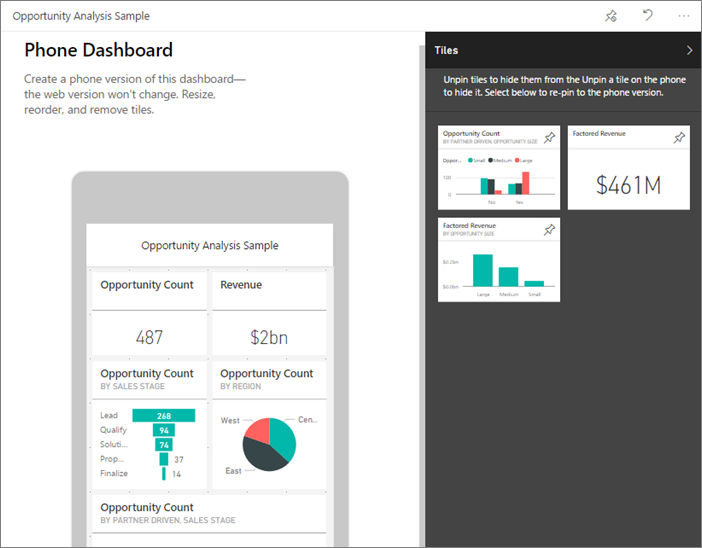 Opportunity Analysis Sample
Phone Dashboard
Create a phone version of this dashboard—
the web version won't change. Resize,
reorder, and remove tiles.
Opportunity Analysis Sample
Opportunity Count
Revenue
487
$2bn
Opportunity Count
BY SALES STAGE
Opportunity Count
BY REGION
Lead 268
Qualify 94
Soluti... 74
Prop... 37
Finalize 14
West
Cen...
East
Opportunity Count
BY PARTNER DRIVEN, SALES STAGE
Tiles
Unpin tiles to hide them from the Unpin a tile on the phone
to hide it. Select below to re-pin to the phone version.
Opportunity Count
BY PARTNER DRIVEN, OPPORTUNITY SIZE
Oppor... Small Medium Large
100
0
No Yes
Factored Revenue
$461M
Factored Revenue
BY OPPORTUNITY SIZE
$0.2bn
$0.0bn
Large Medium Small